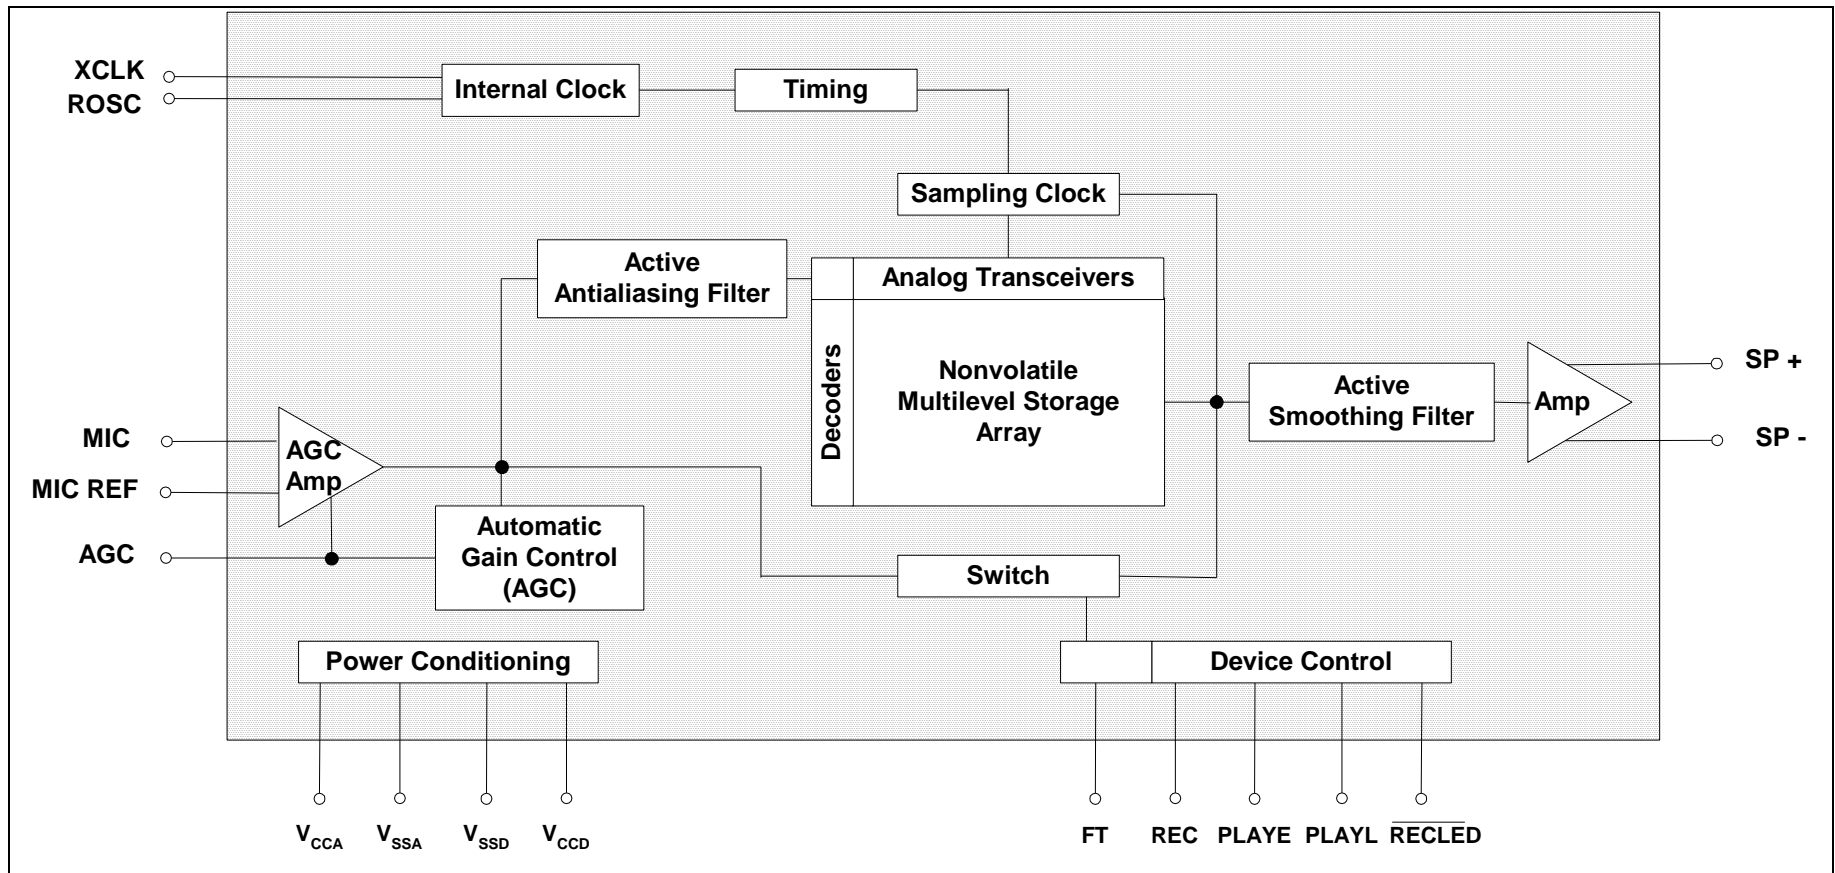 XCLK
ROSC
Internal Clock
Timing
Sampling Clock
Active
Antialiasing Filter
Analog Transceivers
Decoders
Nonvolatile
Multilevel Storage
Array
Active
Smoothing Filter
Amp
SP +
SP -
MIC
MIC REF
AGC
AGC
Amp
Automatic
Gain Control
(AGC)
Switch
Power Conditioning
Device Control
VCCA VSSA VSSD VCCD
FT REC PLAYE PLAYL RECLED